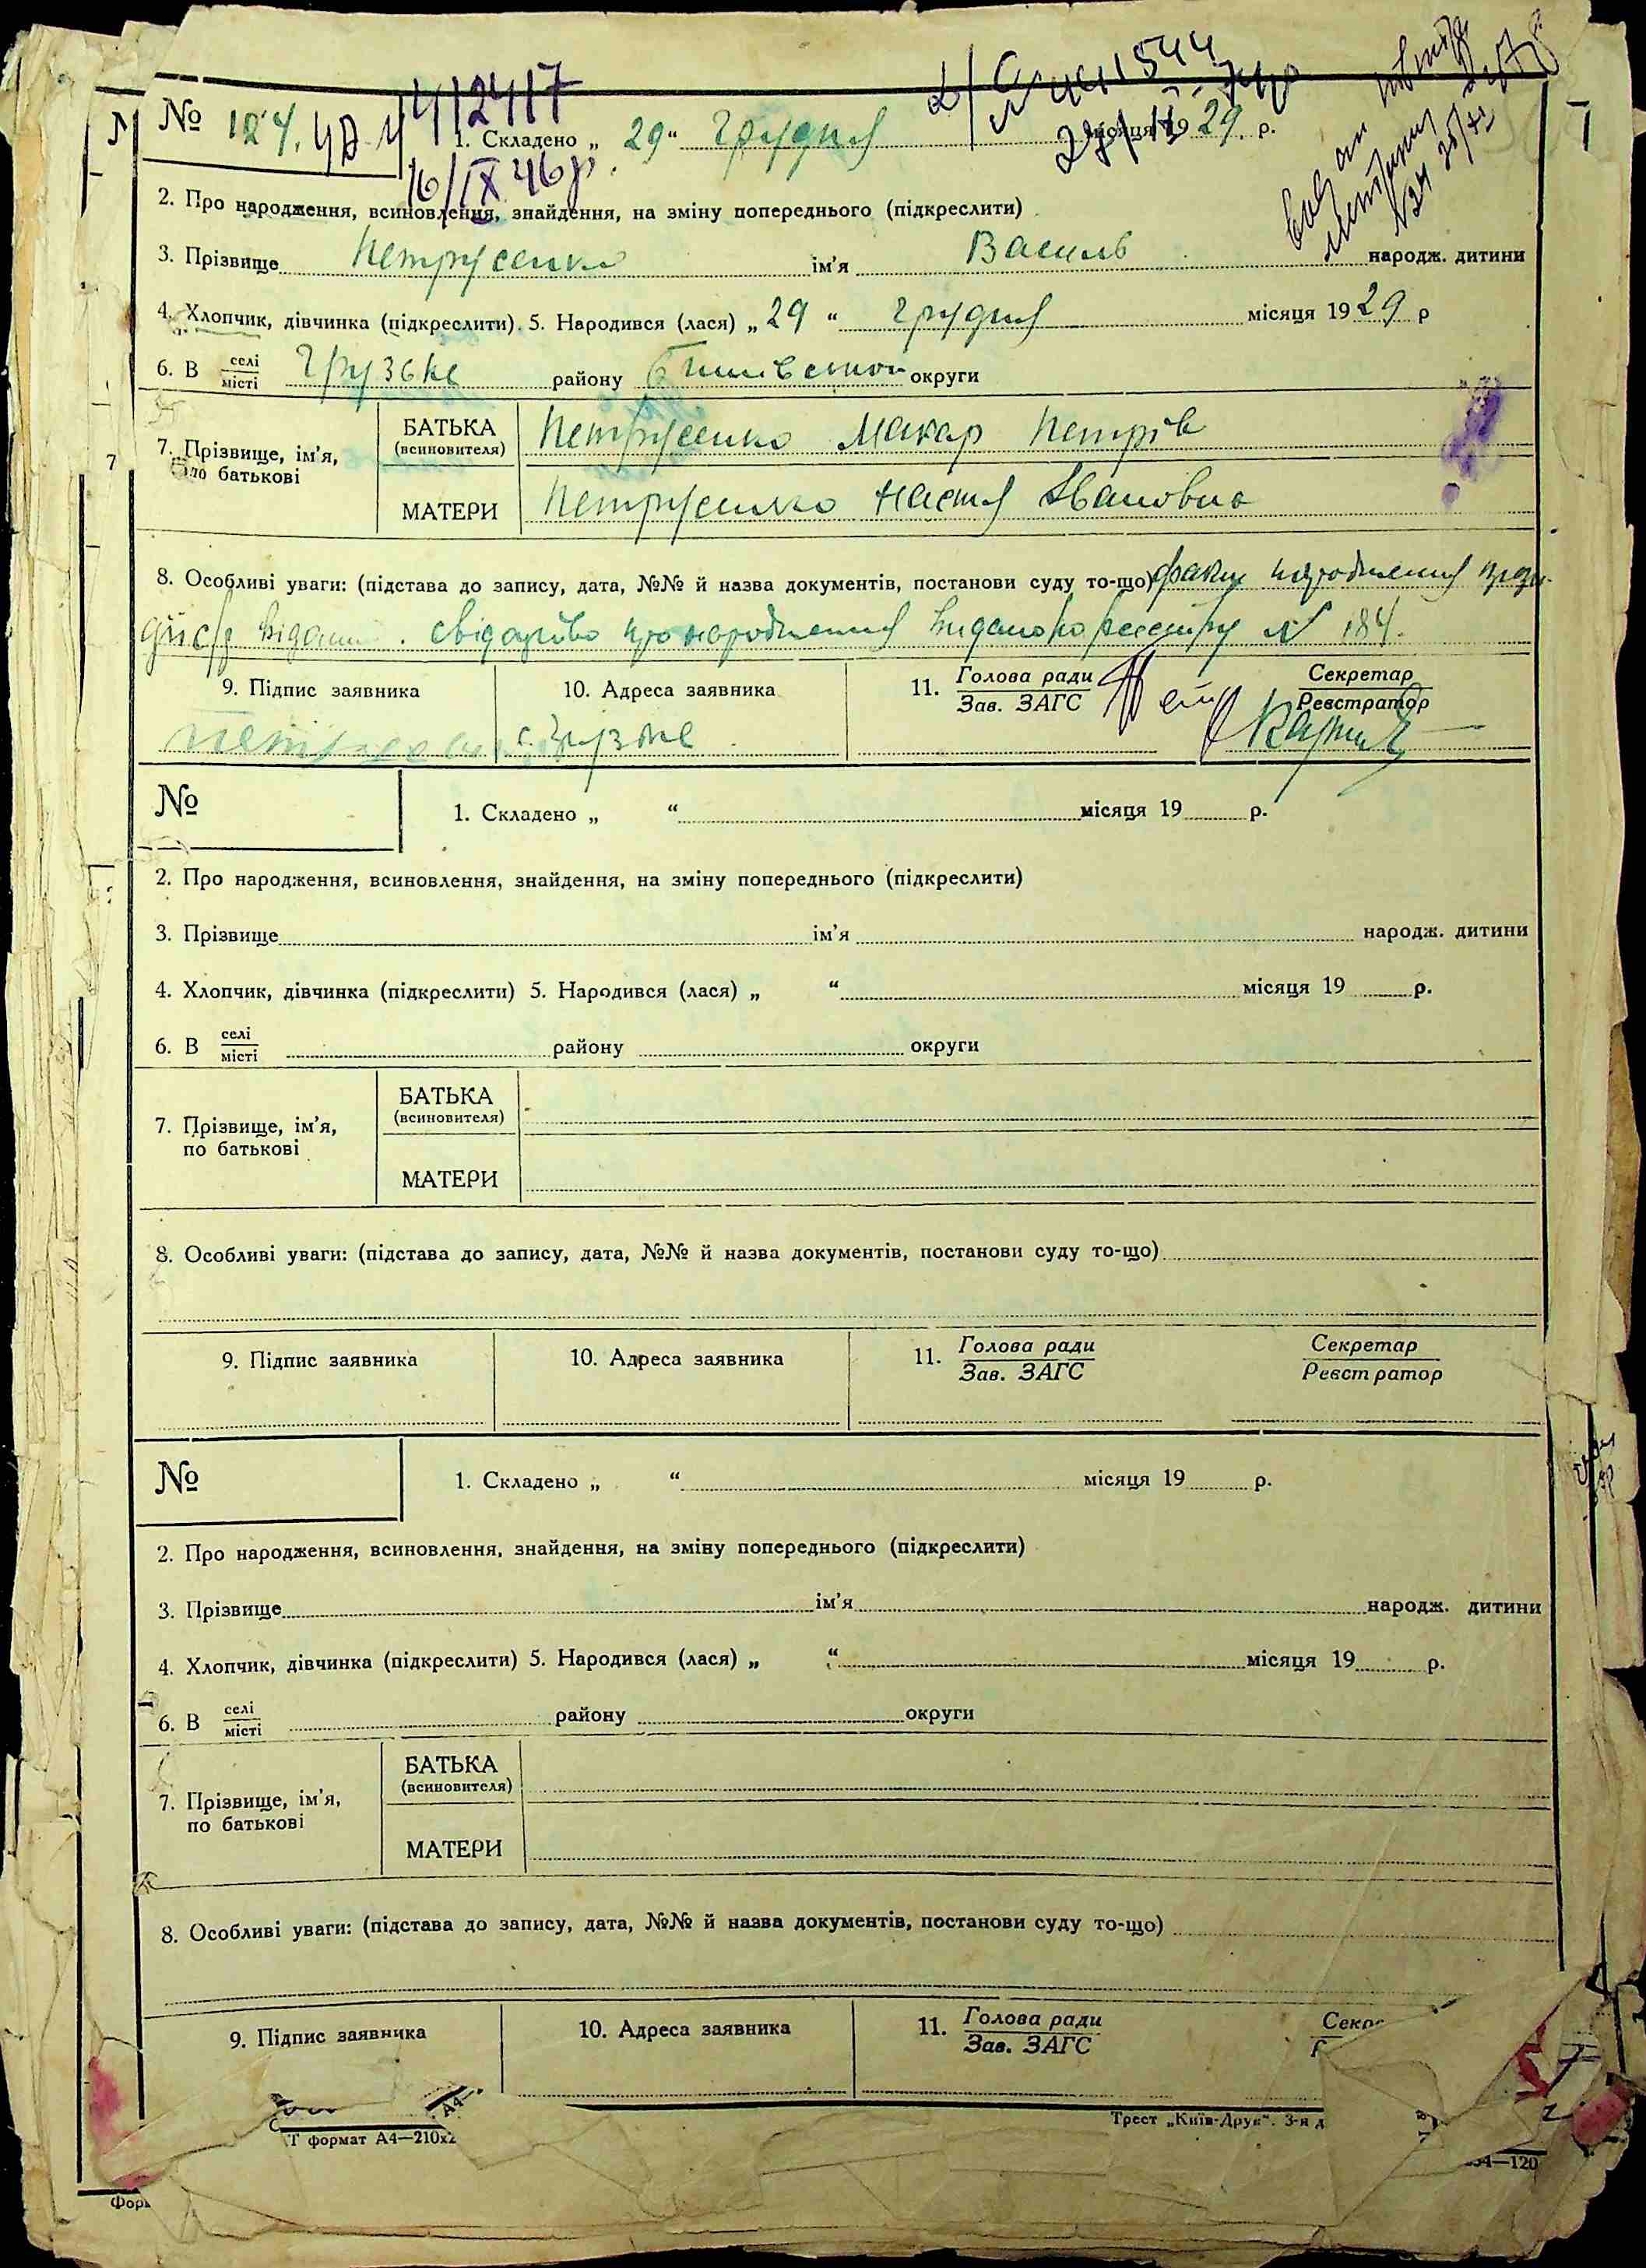 № 184. 412417
1. Складено „ 29 “ Грудня місяця 1929 р.
16/IX 46 р.
2. Про народження, всиновлення, знайдення, на зміну попереднього (підкреслити)
3. Прізвище Петрусенко ім'я Василь народж. дитини
4. Хлопчик, дівчинка (підкреслити). 5. Народився (лася) „ 29 “ Грудня місяця 1929 р
6. В селі/місті Грузьке району округи
7. Прізвище, ім'я, по батькові
БАТЬКА (всиновителя) Петрусенко Макар Петрів
МАТЕРИ Петрусенко Настя Івановна
8. Особливі уваги: (підстава до запису, дата, №№ й назва документів, постанови суду то-що) факт народження
свідоцтво про народження видано по реєстру № 184.
9. Підпис заявника 10. Адреса заявника 11. Голова ради/Зав. ЗАГС Секретар/Реєстратор
с. Грузьке
№
1. Складено „ “ місяця 19 р.
2. Про народження, всиновлення, знайдення, на зміну попереднього (підкреслити)
3. Прізвище ім'я народж. дитини
4. Хлопчик, дівчинка (підкреслити) 5. Народився (лася) „ “ місяця 19 р.
6. В селі/місті району округи
7. Прізвище, ім'я, по батькові
БАТЬКА (всиновителя)
МАТЕРИ
8. Особливі уваги: (підстава до запису, дата, №№ й назва документів, постанови суду то-що)
9. Підпис заявника 10. Адреса заявника 11. Голова ради/Зав. ЗАГС Секретар/Реєстратор
№
1. Складено „ “ місяця 19 р.
2. Про народження, всиновлення, знайдення, на зміну попереднього (підкреслити)
3. Прізвище ім'я народж. дитини
4. Хлопчик, дівчинка (підкреслити) 5. Народився (лася) „ “ місяця 19 р.
6. В селі/місті району округи
7. Прізвище, ім'я, по батькові
БАТЬКА (всиновителя)
МАТЕРИ
8. Особливі уваги: (підстава до запису, дата, №№ й назва документів, постанови суду то-що)
9. Підпис заявника 10. Адреса заявника 11. Голова ради/Зав. ЗАГС
Т формат А4—210х
Трест „Київ-Друк“. 3-я д